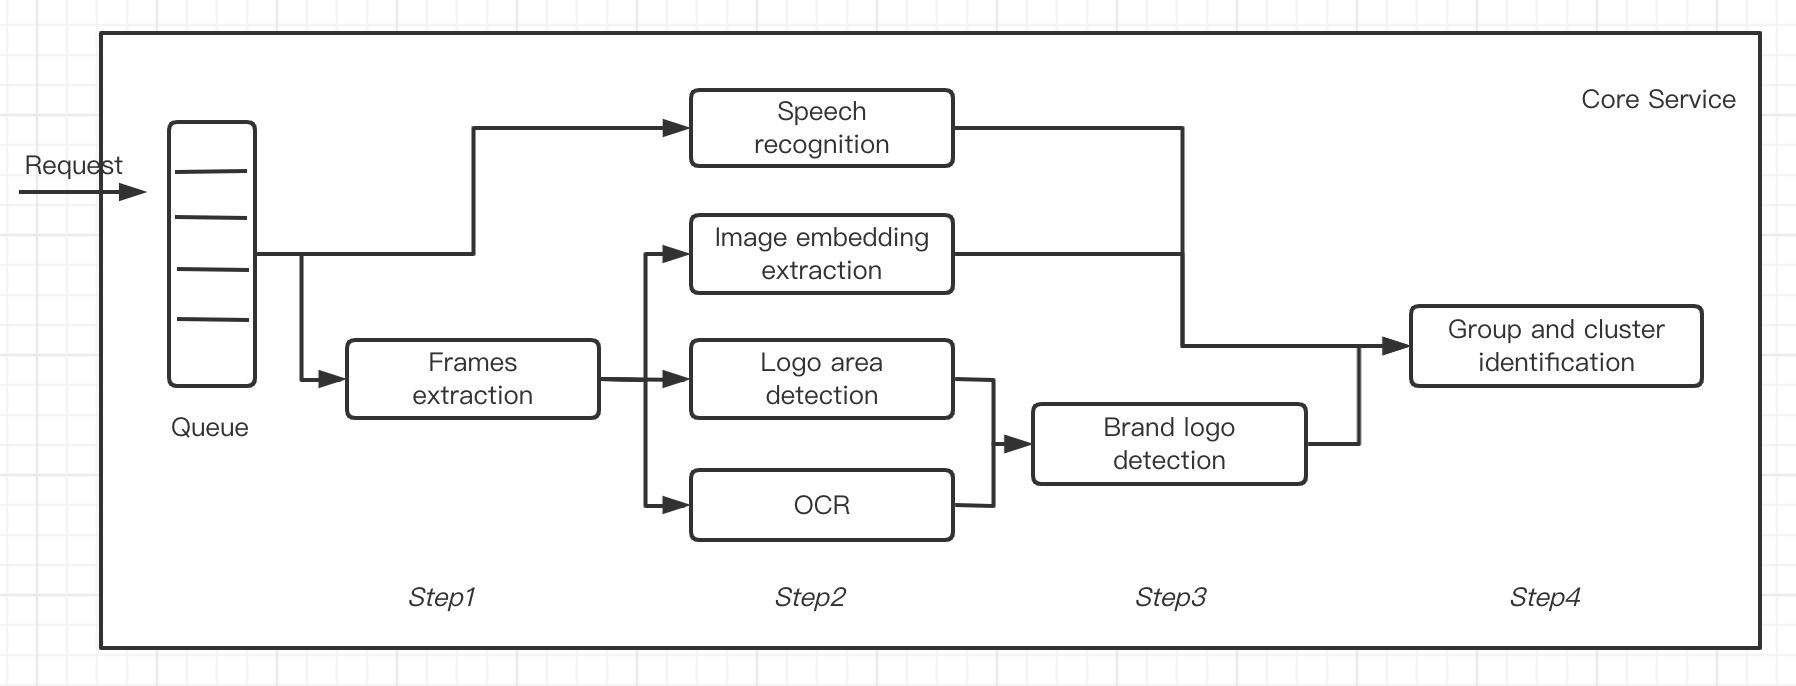 Core Service
Request
Queue
Speech
recognition
Image embedding
extraction
Frames
extraction
Logo area
detection
OCR
Brand logo
detection
Group and cluster
identification
Step1
Step2
Step3
Step4